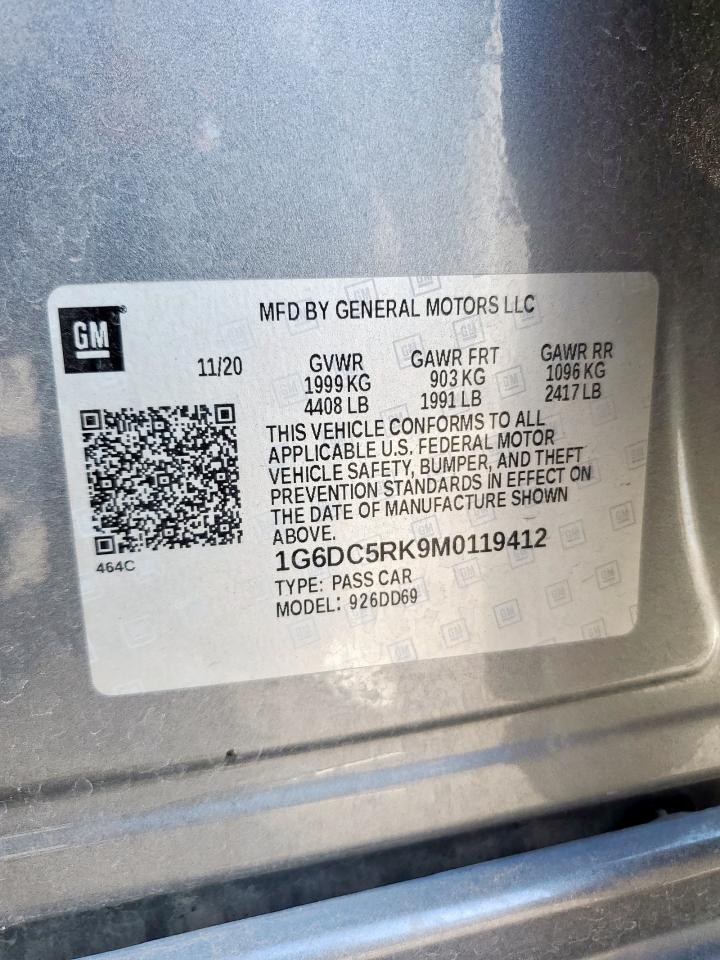 GM
MFD BY GENERAL MOTORS LLC
11/20
GVWR
1999 KG
4408 LB
GAWR FRT
903 KG
1991 LB
GAWR RR
1096 KG
2417 LB
THIS VEHICLE CONFORMS TO ALL
APPLICABLE U.S. FEDERAL MOTOR
VEHICLE SAFETY, BUMPER, AND THEFT
PREVENTION STANDARDS IN EFFECT ON
THE DATE OF MANUFACTURE SHOWN
ABOVE.
464C
1G6DC5RK9M0119412
TYPE: PASS CAR
MODEL: 926DD69